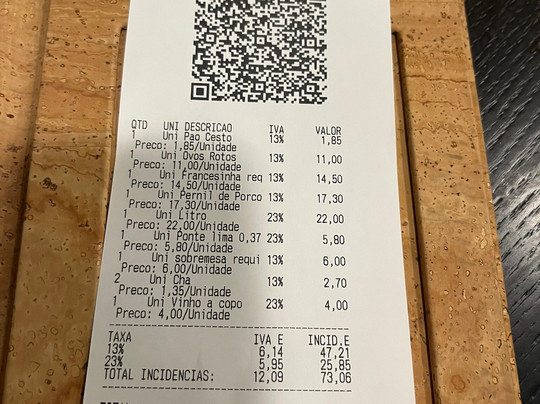 QTD UNI DESCRICAO IVA VALOR
1 Uni Pao Cesto 13% 1,85
Preco: 1,85/Unidade
1 Uni Ovos Rotos 13% 11,00
Preco: 11,00/Unidade
1 Uni Francesinha req 13% 14,50
Preco: 14,50/Unidade
1 Uni Pernil de Porco 13% 17,30
Preco: 17,30/Unidade
1 Uni Litro 23% 22,00
Preco: 22,00/Unidade
1 Uni Ponte lima 0,37 23% 5,80
Preco: 5,80/Unidade
1 Uni sobremesa requi 13% 6,00
Preco: 6,00/Unidade
2 Uni Cha 13% 2,70
Preco: 1,35/Unidade
1 Uni Vinho a copo 23% 4,00
Preco: 4,00/Unidade
TAXA IVA E INCID.E
13% 6,14 47,21
23% 5,95 25,85
TOTAL INCIDENCIAS: 12,09 73,06